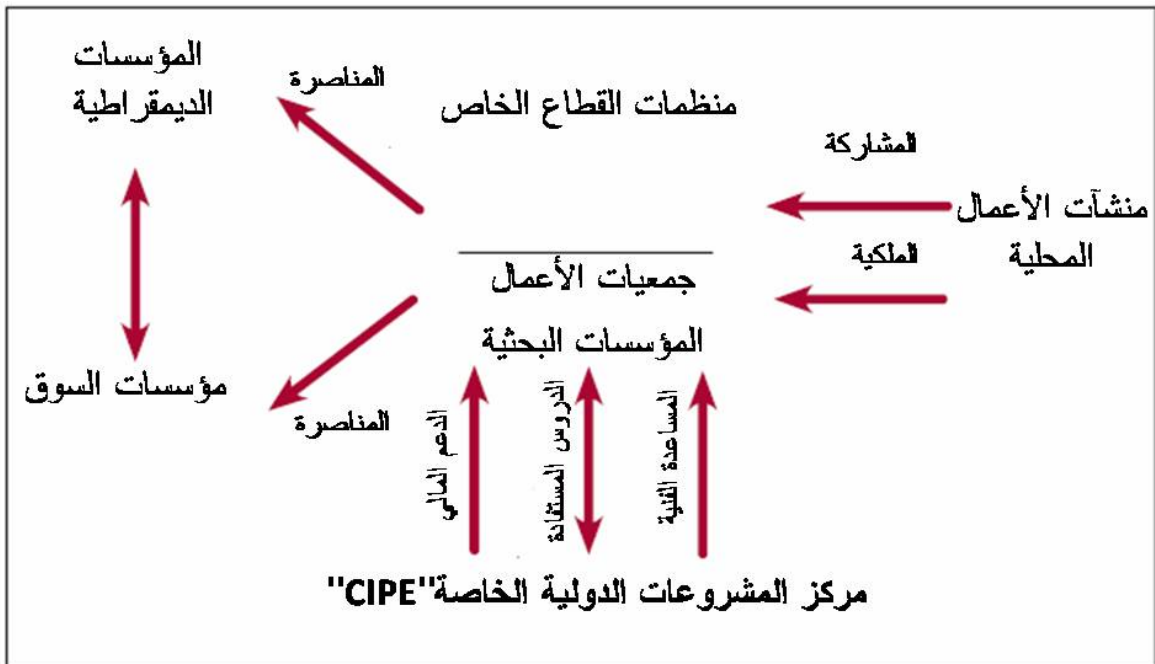 المؤسسات
الديمقراطية
المناصرة
منظمات القطاع الخاص
المشاركة
منشآت الأعمال
المحلية
الملكية
جمعيات الأعمال
المؤسسات البحثية
مؤسسات السوق
المناصرة
الدعم المالي
الدروس المستفادة
المساعدة الفنية
مركز المشروعات الدولية الخاصة"CIPE"